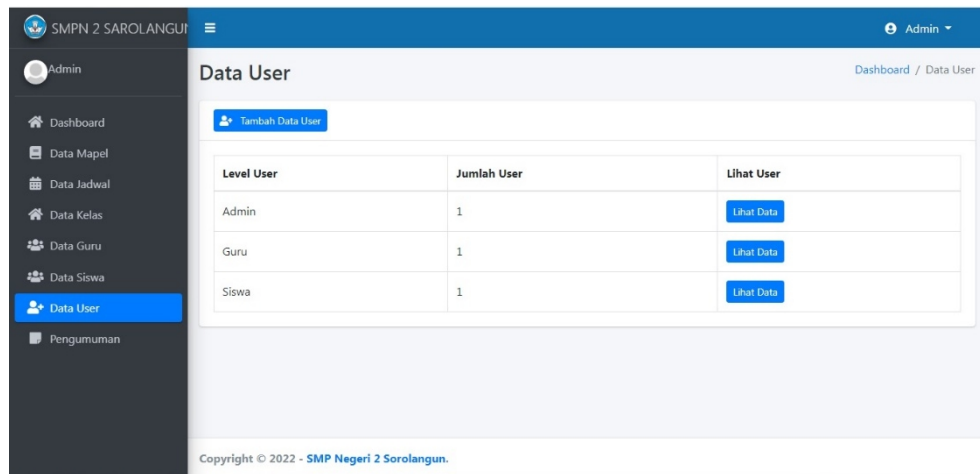 SMPN 2 SAROLANGU
Admin
Admin
Dashboard
Data Mapel
Data Jadwal
Data Kelas
Data Guru
Data Siswa
Data User
Pengumuman
Data User
Dashboard / Data User
Tambah Data User
Level User Jumlah User Lihat User
Admin 1 Lihat Data
Guru 1 Lihat Data
Siswa 1 Lihat Data
Copyright © 2022 - SMP Negeri 2 Sorolangun.